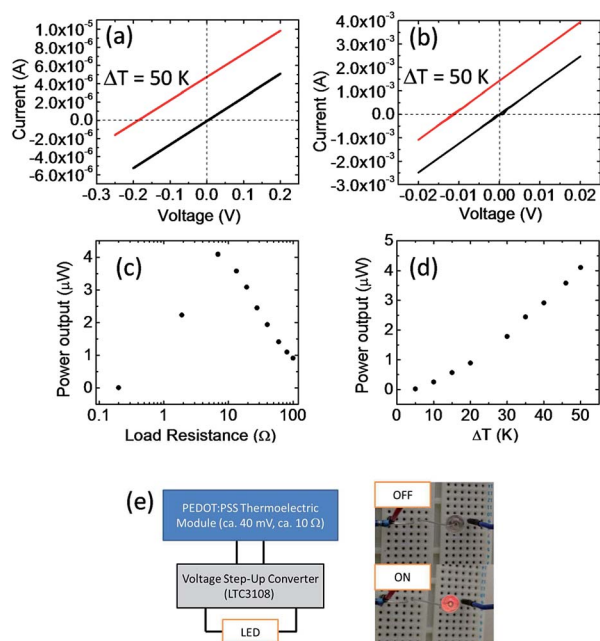 (a)
ΔT = 50 K
1.0x10⁻⁵
8.0x10⁻⁶
6.0x10⁻⁶
4.0x10⁻⁶
2.0x10⁻⁶
0.0
-2.0x10⁻⁶
-4.0x10⁻⁶
-6.0x10⁻⁶
Current (A)
-0.3 -0.2 -0.1 0.0 0.1 0.2
Voltage (V)
(b)
ΔT = 50 K
4.0x10⁻³
3.0x10⁻³
2.0x10⁻³
1.0x10⁻³
0.0
-1.0x10⁻³
-2.0x10⁻³
-3.0x10⁻³
Current (A)
-0.02 -0.01 0.00 0.01 0.02
Voltage (V)
(c)
4
3
2
1
0
Power output (μW)
0.1 1 10 100
Load Resistance (Ω)
(d)
5
4
3
2
1
0
Power output (μW)
0 10 20 30 40 50
ΔT (K)
(e)
PEDOT:PSS Thermoelectric
Module (ca. 40 mV, ca. 10 Ω)
Voltage Step-Up Converter
(LTC3108)
LED
OFF
ON